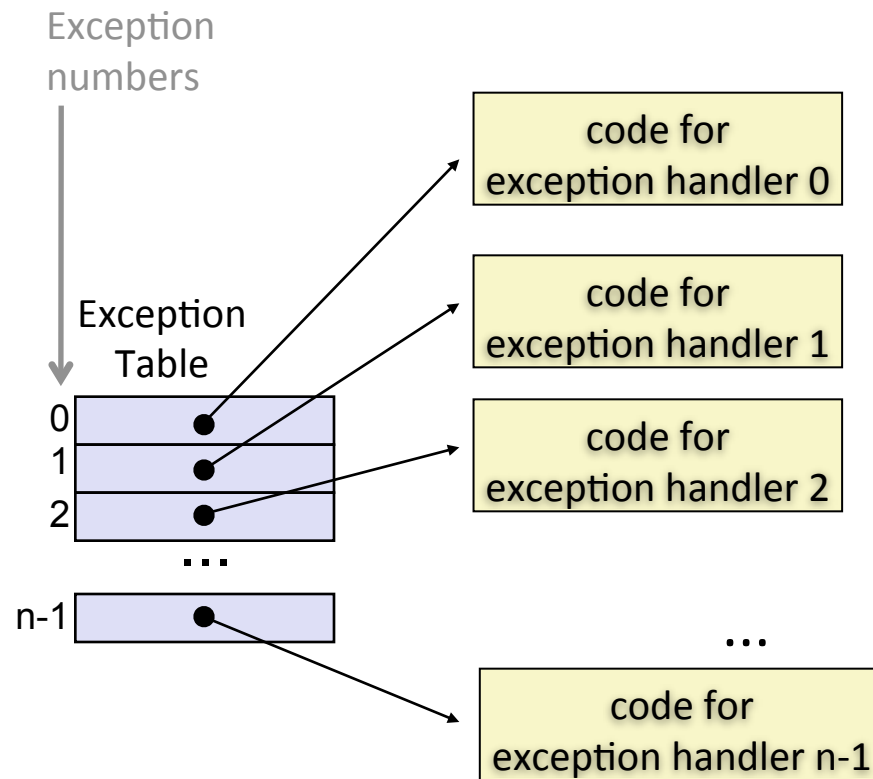 Exception
numbers
code for
exception handler 0
code for
exception handler 1
Exception
Table
0
1
2
...
n-1
code for
exception handler 2
...
code for
exception handler n-1